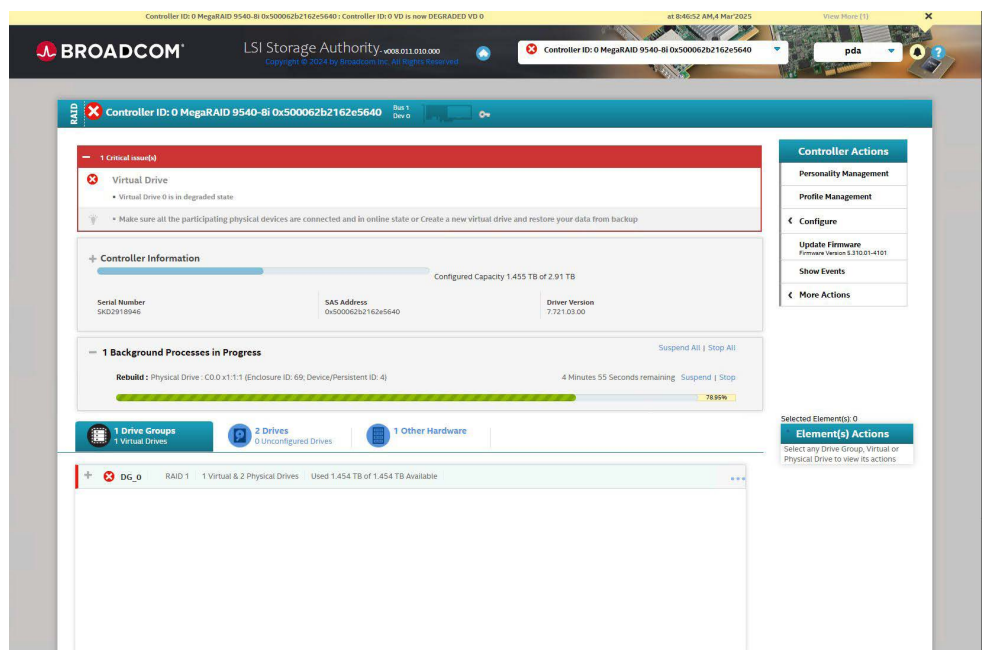 Controller ID: 0 MegaRAID 9540-8i 0x500062b2162e5640 ; Controller ID: 0 VD is now DEGRADED VD 0 at 8:46:52 AM,4 Mar'2025 View More (1) X
BROADCOM®
LSI Storage Authority- v008.011.010.000
Copyright © 2024 by Broadcom Inc. All Rights Reserved.
Controller ID: 0 MegaRAID 9540-8i 0x500062b2162e5640
pda
?
RAID
Controller ID: 0 MegaRAID 9540-8i 0x500062b2162e5640
Bus 1
Dev 0
1 Critical issue(s)
Virtual Drive
• Virtual Drive 0 is in degraded state
• Make sure all the participating physical devices are connected and in online state or Create a new virtual drive and restore your data from backup
Controller Information
Configured Capacity 1.455 TB of 2.91 TB
Serial Number SAS Address Driver Version
SKD2918946 0x500062b2162e5640 7.721.03.00
1 Background Processes in Progress Suspend All | Stop All
Rebuild : Physical Drive : C0.0 x1:1:1 (Enclosure ID: 69; Device/Persistent ID: 4) 4 Minutes 55 Seconds remaining Suspend | Stop
78.95%
1 Drive Groups
1 Virtual Drives
2 Drives
0 Unconfigured Drives
1 Other Hardware
DG_0 RAID 1 1 Virtual & 2 Physical Drives Used 1.454 TB of 1.454 TB Available
Controller Actions
Personality Management
Profile Management
Configure
Update Firmware
Firmware Version 5.310.01-4101
Show Events
More Actions
Selected Element(s): 0
Element(s) Actions
Select any Drive Group, Virtual or
Physical Drive to view its actions